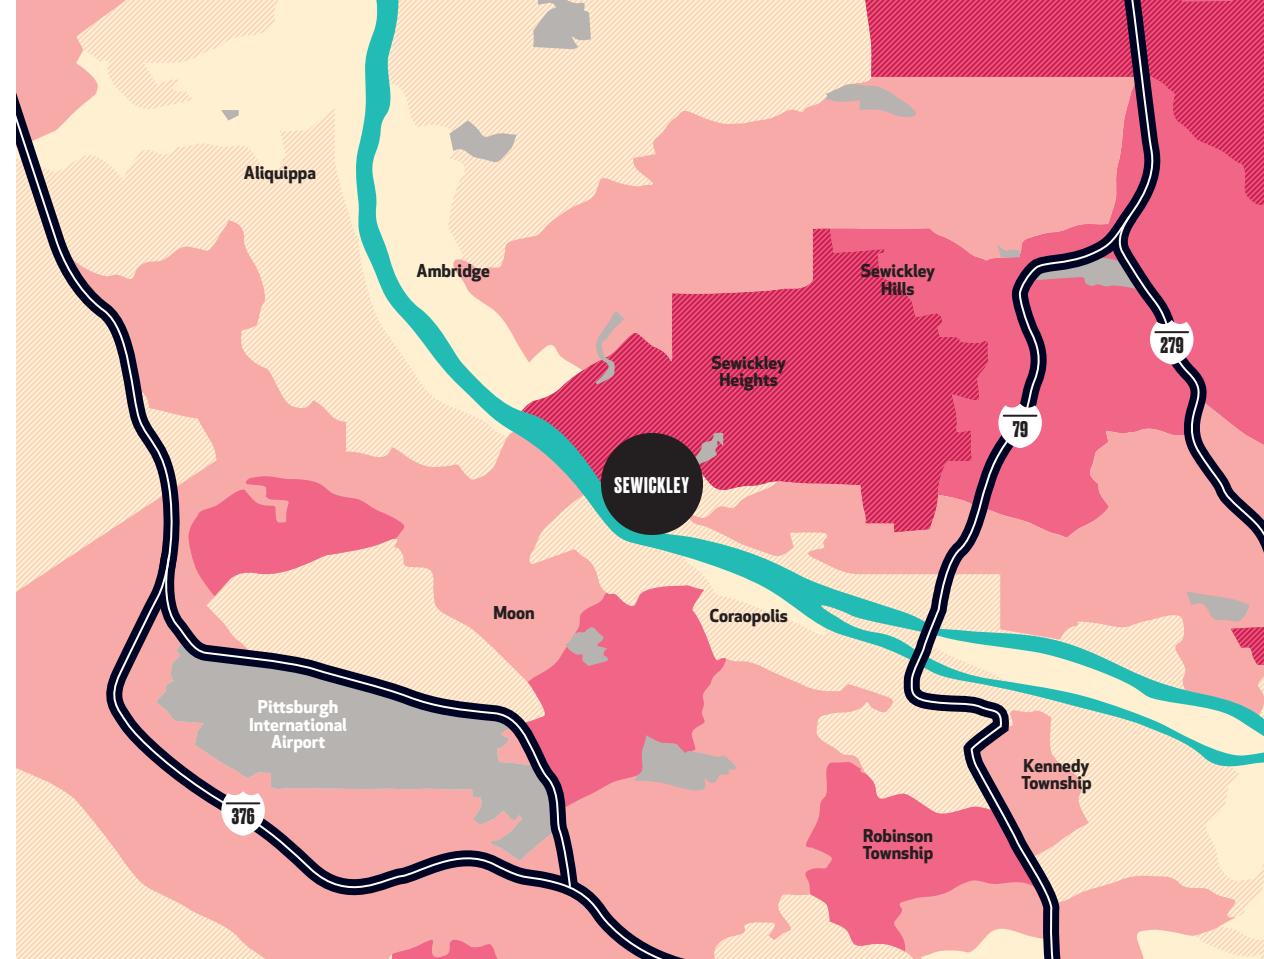 Aliquippa
Ambridge
Sewickley
Hills
279
Sewickley
Heights
79
SEWICKLEY
Moon
Coraopolis
Pittsburgh
International
Airport
Kennedy
Township
376
Robinson
Township